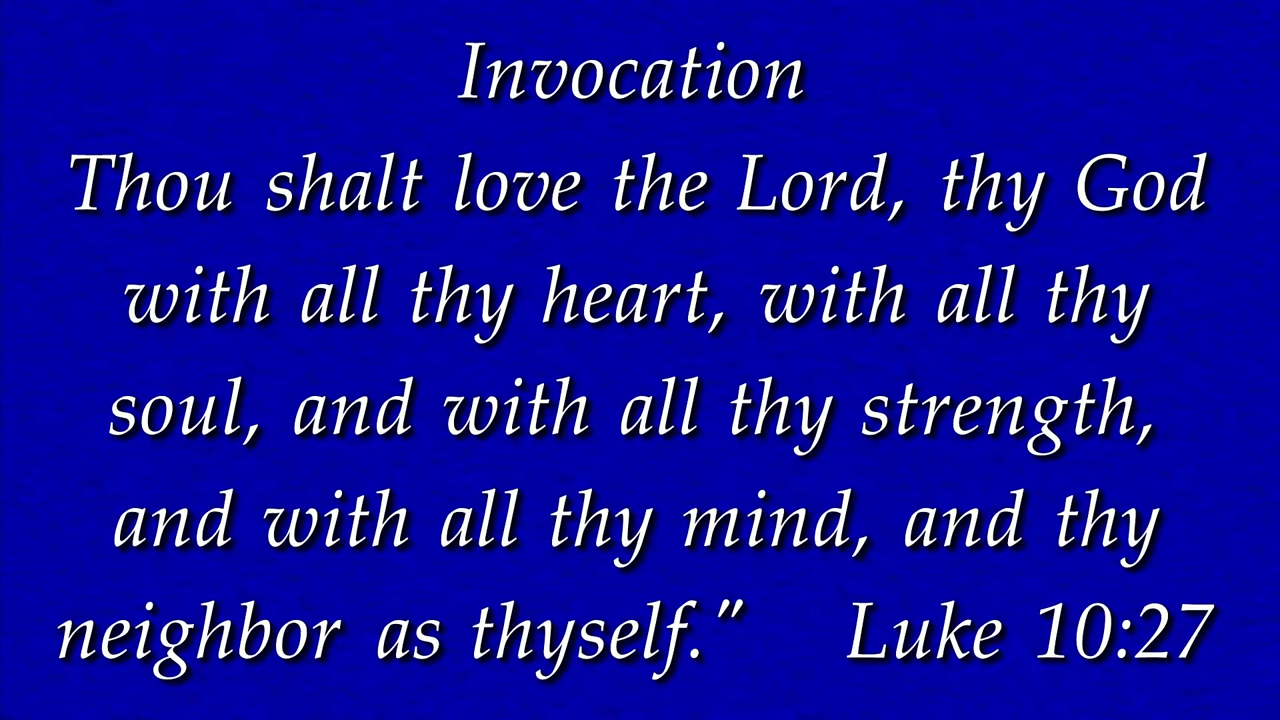 Invocation
Thou shalt love the Lord, thy God
with all thy heart, with all thy
soul, and with all thy strength,
and with all thy mind, and thy
neighbor as thyself.” Luke 10:27